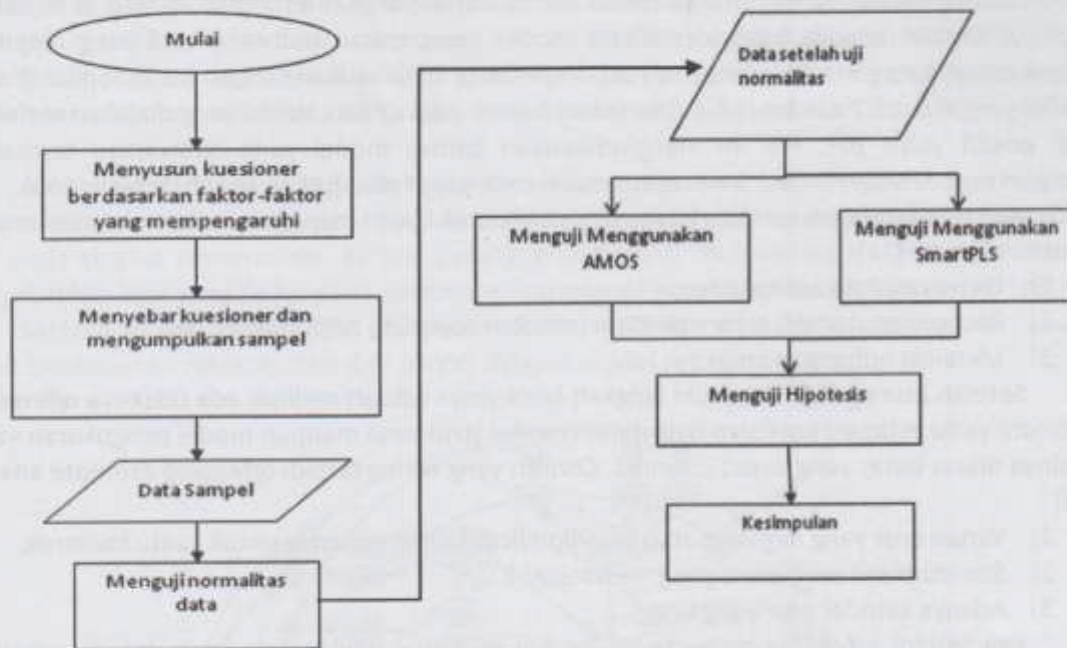 Mulai
Menyusun kuesioner
berdasarkan faktor-faktor
yang mempengaruhi
Menyebar kuesioner dan
mengumpulkan sampel
Data Sampel
Menguji normalitas
data
Data setelah uji
normalitas
Menguji Menggunakan
AMOS
Menguji Menggunakan
SmartPLS
Menguji Hipotesis
Kesimpulan